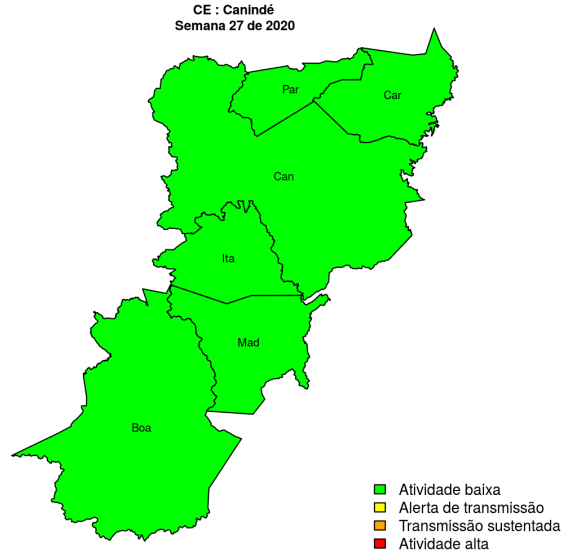 CE : Canindé
Semana 27 de 2020
Par
Car
Can
Ita
Mad
Boa
Atividade baixa
Alerta de transmissão
Transmissão sustentada
Atividade alta